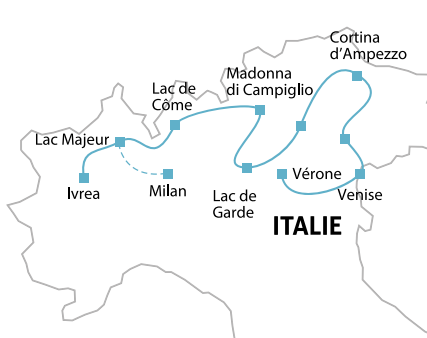 Cortina
d'Ampezzo
Madonna
di Campiglio
Lac de
Côme
Lac Majeur
Ivrea
Milan
Lac de
Garde
Vérone
Venise
ITALIE